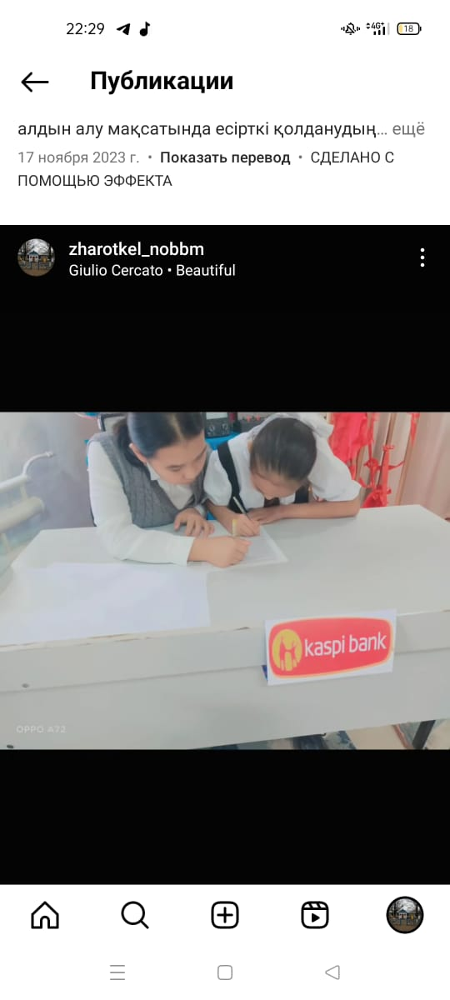 22:29
4G+
18
Публикации
алдын алу мақсатында есірткі қолданудың... ещё
17 ноября 2023 г. • Показать перевод • СДЕЛАНО С
ПОМОЩЬЮ ЭФФЕКТА
zharotkel_nobbm
Giulio Cercato • Beautiful
kaspi bank
OPPO A72